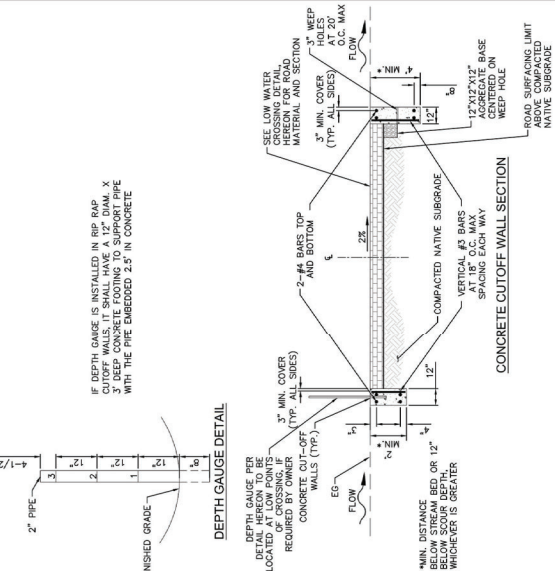 4-1/2
2" PIPE
3
12"
2
12"
1
12"
8"
NISHED GRADE
DEPTH GAUGE DETAIL
IF DEPTH GAUGE IS INSTALLED IN RIP RAP
CUTOFF WALLS, IT SHALL HAVE A 12" DIAM. X
3' DEEP CONCRETE FOOTING TO SUPPORT PIPE
WITH THE PIPE EMBEDDED 2.5' IN CONCRETE
DEPTH GAUGE PER
DETAIL HEREON TO BE
LOCATED AT LOW POINTS
OF CROSSING, IF
REQUIRED BY OWNER
3" MIN. COVER
(TYP. ALL SIDES)
CONCRETE CUT-OFF
WALLS (TYP.)
EG
FLOW
2'
MIN.*
3"
4"
12"
*MIN. DISTANCE
BELOW STREAM BED OR 12"
BELOW SCOUR DEPTH,
WHICHEVER IS GREATER
2-#4 BARS TOP
AND BOTTOM
2%
COMPACTED NATIVE SUBGRADE
VERTICAL #3 BARS
AT 18" O.C. MAX
SPACING EACH WAY
SEE LOW WATER
CROSSING DETAIL,
HEREON FOR ROAD
MATERIAL AND SECTION
3" MIN. COVER
(TYP. ALL SIDES)
3" WEEP
HOLES
AT 20'
O.C. MAX
FLOW
4'
MIN.*
8"
12"
12"X12"X12"
AGGREGATE BASE
CENTERED ON
WEEP HOLE
ROAD SURFACING LIMIT
ABOVE COMPACTED
NATIVE SUBGRADE
CONCRETE CUTOFF WALL SECTION